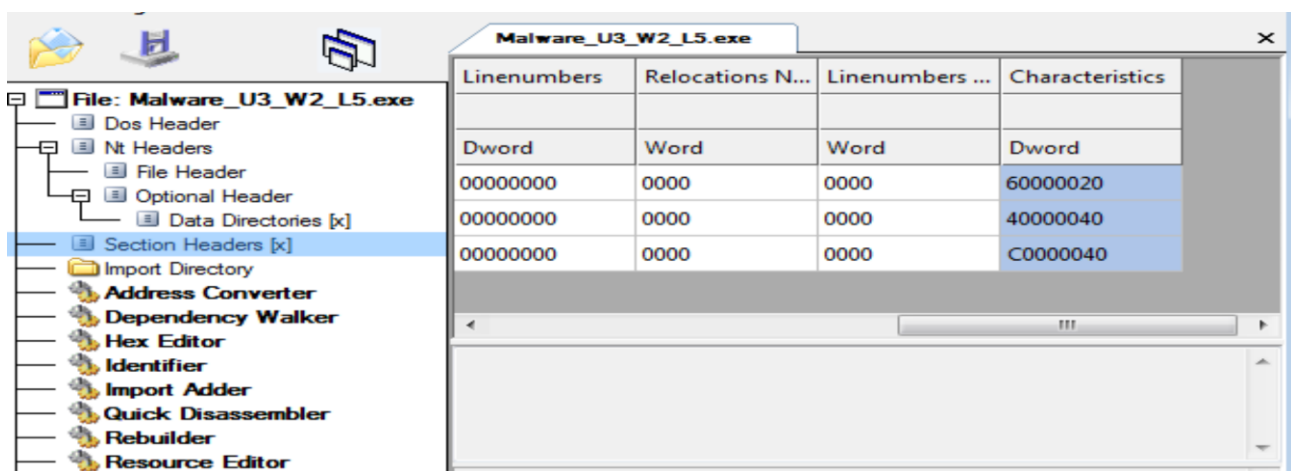 Malware_U3_W2_L5.exe
File: Malware_U3_W2_L5.exe
Dos Header
Nt Headers
File Header
Optional Header
Data Directories [x]
Section Headers [x]
Import Directory
Address Converter
Dependency Walker
Hex Editor
Identifier
Import Adder
Quick Disassembler
Rebuilder
Resource Editor
Linenumbers Relocations N... Linenumbers ... Characteristics
Dword Word Word Dword
00000000 0000 0000 60000020
00000000 0000 0000 40000040
00000000 0000 0000 C0000040